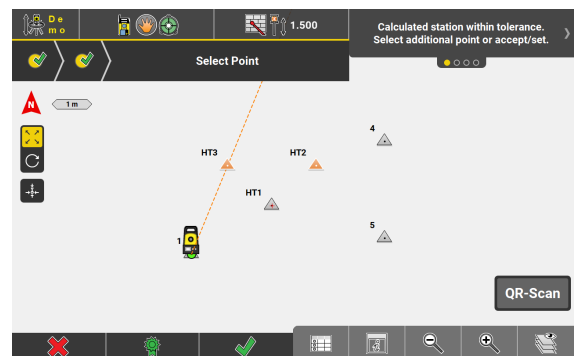 De
mo
1.500
Calculated station within tolerance.
Select additional point or accept/set.
Select Point
N
1 m
4
HT3
HT2
HT1
5
1
QR-Scan